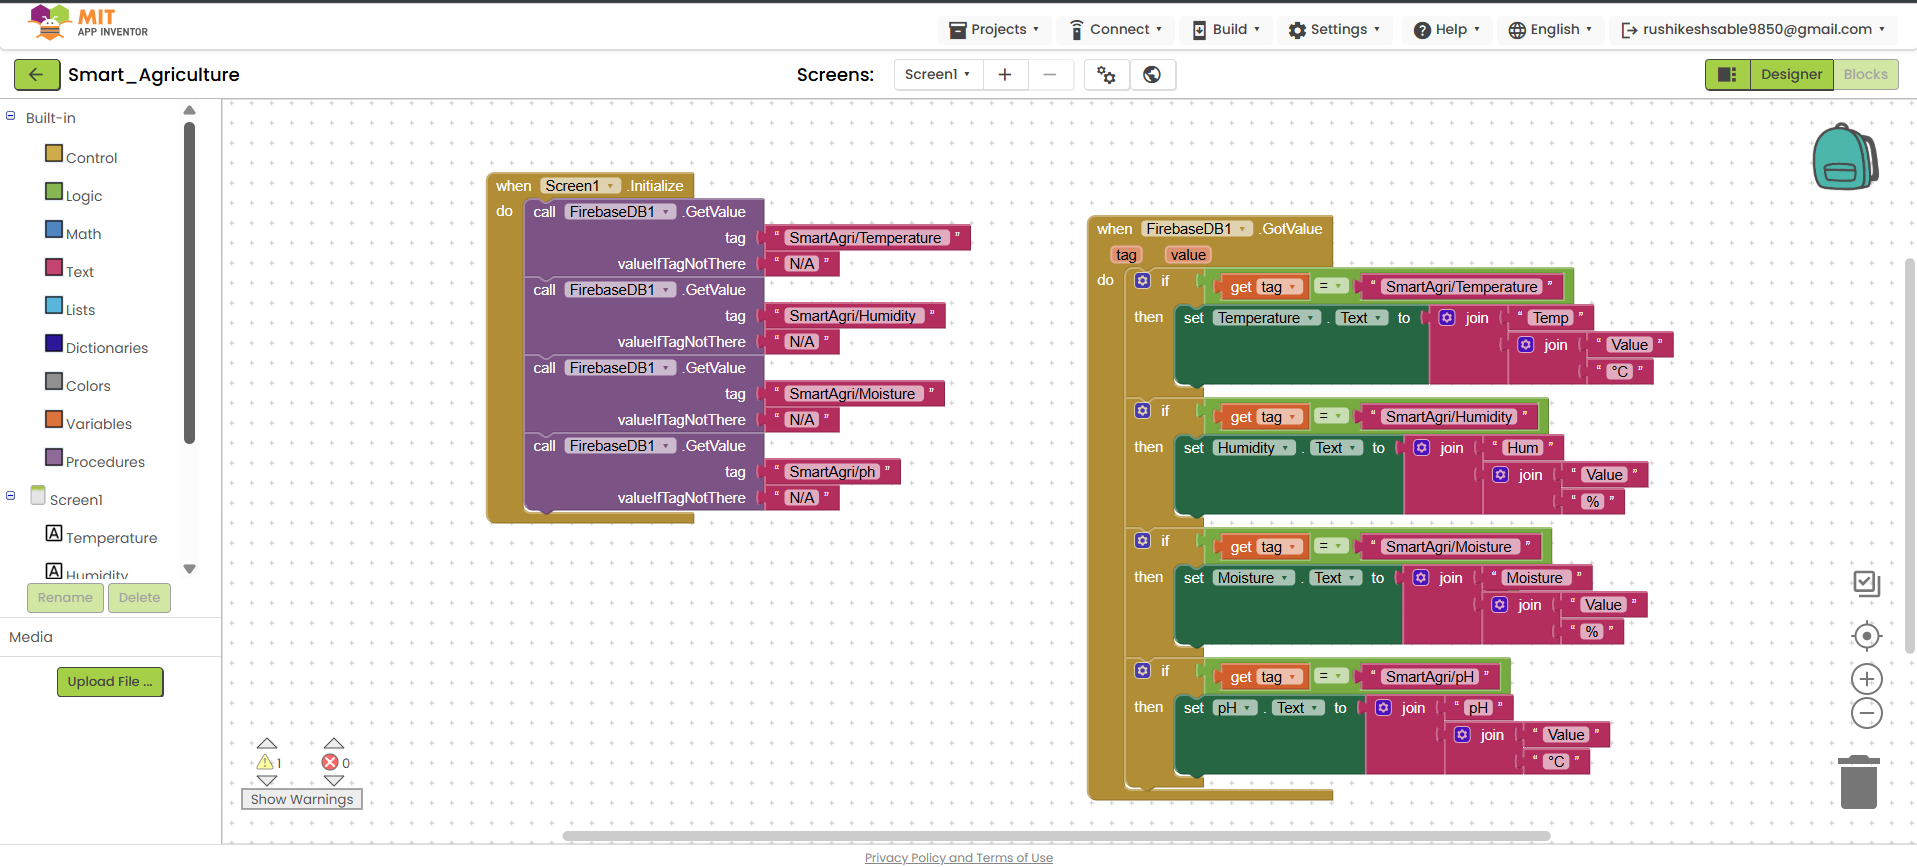 MIT
APP INVENTOR
Projects
Connect
Build
Settings
Help
English
rushikeshsable9850@gmail.com
Smart_Agriculture
Screens:
Screen1
Designer
Blocks
Built-in
Control
Logic
Math
Text
Lists
Dictionaries
Colors
Variables
Procedures
Screen1
A Temperature
A Humidity
Rename
Delete
Media
Upload File ...
when Screen1 .Initialize
do call FirebaseDB1 .GetValue
tag “ SmartAgri/Temperature ”
valueIfTagNotThere “ N/A ”
call FirebaseDB1 .GetValue
tag “ SmartAgri/Humidity ”
valueIfTagNotThere “ N/A ”
call FirebaseDB1 .GetValue
tag “ SmartAgri/Moisture ”
valueIfTagNotThere “ N/A ”
call FirebaseDB1 .GetValue
tag “ SmartAgri/ph ”
valueIfTagNotThere “ N/A ”
when FirebaseDB1 .GotValue
tag value
do if get tag = “ SmartAgri/Temperature ”
then set Temperature . Text to join “ Temp ”
join “ Value ”
“ °C ”
if get tag = “ SmartAgri/Humidity ”
then set Humidity . Text to join “ Hum ”
join “ Value ”
“ % ”
if get tag = “ SmartAgri/Moisture ”
then set Moisture . Text to join “ Moisture ”
join “ Value ”
“ % ”
if get tag = “ SmartAgri/pH ”
then set pH . Text to join “ pH ”
join “ Value ”
“ °C ”
1
0
Show Warnings
Privacy Policy and Terms of Use